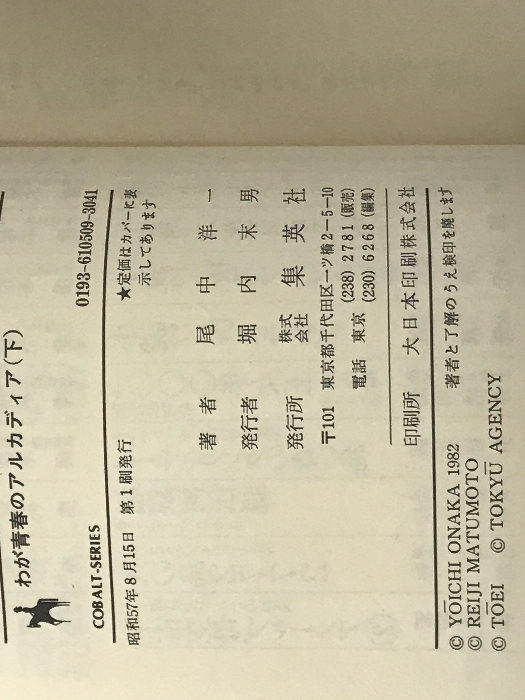 わが青春のアルカディア(下)
COBALT-SERIES 0193-610509-3041
昭和57年8月15日 第1刷発行
★定価はカバーに表
示してあります
著者 尾中洋一
発行者 堀内末男
発行所 株式会社 集英社
〒101 東京都千代田区一ツ橋2-5-10
電話 東京 (238) 2781 (販売)
(230) 6268 (編集)
印刷所 大日本印刷株式会社
著者と了解のうえ検印を廃します
© YŌICHI ONAKA 1982
© REIJI MATUMOTO
© TŌEI © TOKYŪ AGENCY